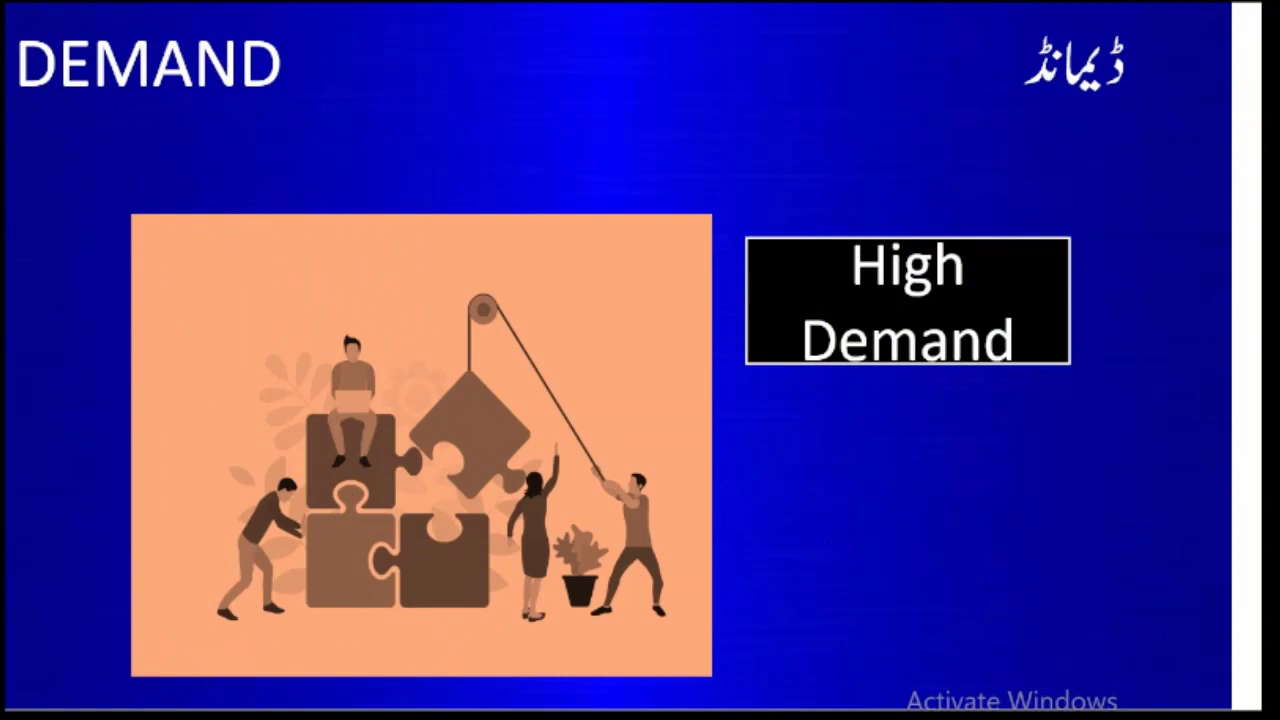 DEMAND
ڈیمانڈ
High
Demand
Activate Windows